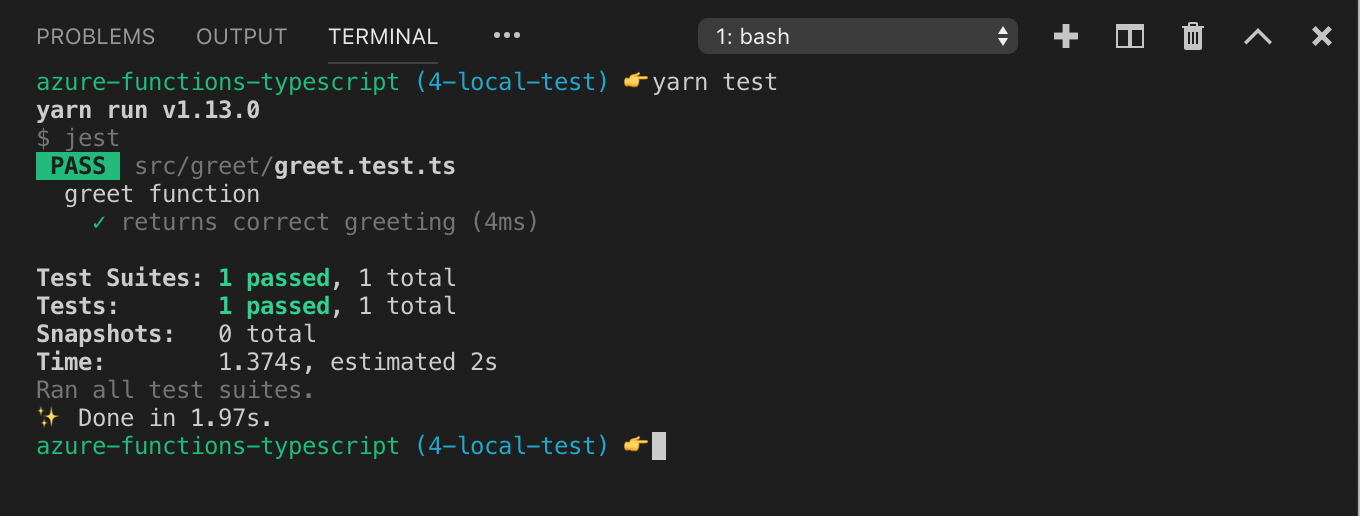 PROBLEMS OUTPUT TERMINAL ••• 1: bash
azure-functions-typescript (4-local-test) 👉yarn test
yarn run v1.13.0
$ jest
PASS src/greet/greet.test.ts
greet function
✓ returns correct greeting (4ms)
Test Suites: 1 passed, 1 total
Tests: 1 passed, 1 total
Snapshots: 0 total
Time: 1.374s, estimated 2s
Ran all test suites.
✨ Done in 1.97s.
azure-functions-typescript (4-local-test) 👉